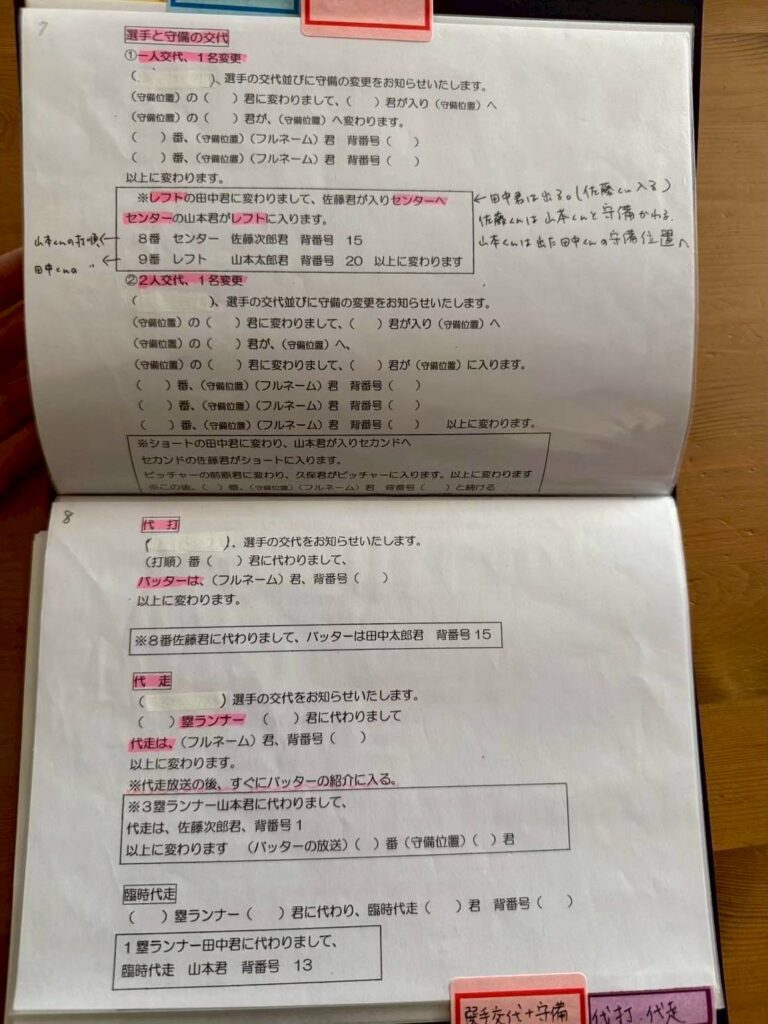 7
選手と守備の交代
①一人交代、1名変更
( )、選手の交代並びに守備の変更をお知らせいたします。
(守備位置)の( )君に変わりまして、( )君が入り(守備位置)へ
(守備位置)の( )君が、(守備位置)へ変わります。
( )番、(守備位置)(フルネーム)君 背番号( )
( )番、(守備位置)(フルネーム)君 背番号( )
以上に変わります。
※レフトの田中君に変わりまして、佐藤君が入りセンターへ
センターの山本君がレフトに入ります。
8番 センター 佐藤次郎君 背番号 15
9番 レフト 山本太郎君 背番号 20 以上に変わります
←田中君は出る。(佐藤くん入る)
佐藤くんは山本くんと守備かわる.
山本くんは出た田中くんの守備位置へ
山本くんの打順←
田中くんの 〃 ←
②2人交代、1名変更
( )、選手の交代並びに守備の変更をお知らせいたします。
(守備位置)の( )君に変わりまして、( )君が入り(守備位置)へ
(守備位置)の( )君が、(守備位置)へ、
(守備位置)の( )君に変わりまして、( )君が(守備位置)に入ります。
( )番、(守備位置)(フルネーム)君 背番号( )
( )番、(守備位置)(フルネーム)君 背番号( )
( )番、(守備位置)(フルネーム)君 背番号( ) 以上に変わります。
※ショートの田中君に変わり、山本君が入りセカンドへ
セカンドの佐藤君がショートに入ります。
ピッチャーの前原君に変わり、久保君がピッチャーに入ります。以上に変わります
※この後、( )番、(守備位置)(フルネーム)君 背番号( )と続ける
8
代 打
( )、選手の交代をお知らせいたします。
(打順)番( )君に代わりまして、
バッターは、(フルネーム)君、背番号( )
以上に変わります。
※8番佐藤君に代わりまして、バッターは田中太郎君 背番号15
代 走
( )選手の交代をお知らせいたします。
( )塁ランナー ( )君に代わりまして
代走は、(フルネーム)君、背番号( )
以上に変わります。
※代走放送の後、すぐにバッターの紹介に入る。
※3塁ランナー山本君に代わりまして、
代走は、佐藤次郎君、背番号1
以上に変わります (バッターの放送)( )番(守備位置)( )君
臨時代走
( )塁ランナー( )君に代わり、臨時代走( )君 背番号( )
1塁ランナー田中君に代わりまして、
臨時代走 山本君 背番号 13
選手交代+守備
代打・代走